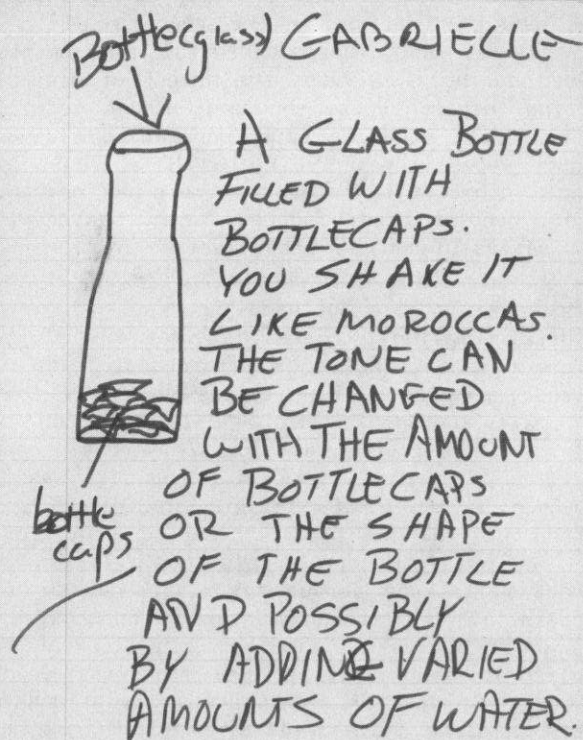 Bottle(glass) GABRIELLE
A GLASS BOTTLE
FILLED WITH
BOTTLECAPS.
YOU SHAKE IT
LIKE MOROCCAS.
THE TONE CAN
BE CHANGED
WITH THE AMOUNT
OF BOTTLECAPS
OR THE SHAPE
OF THE BOTTLE
AND POSSIBLY
BY ADDING VARIED
AMOUNTS OF WATER.
bottle
caps